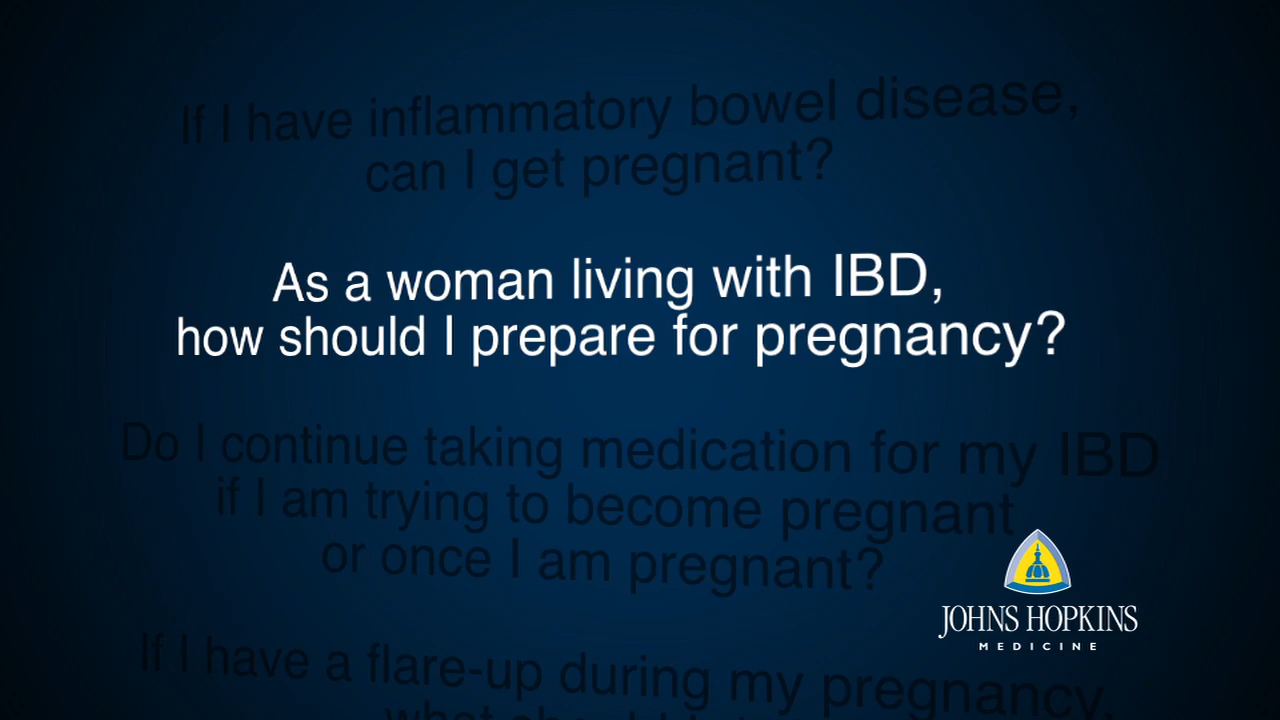 If I have inflammatory bowel disease,
can I get pregnant?
As a woman living with IBD,
how should I prepare for pregnancy?
Do I continue taking medication for my IBD
if I am trying to become pregnant
or once I am pregnant?
JOHNS HOPKINS
MEDICINE
If I have a flare-up during my pregnancy,
what should I